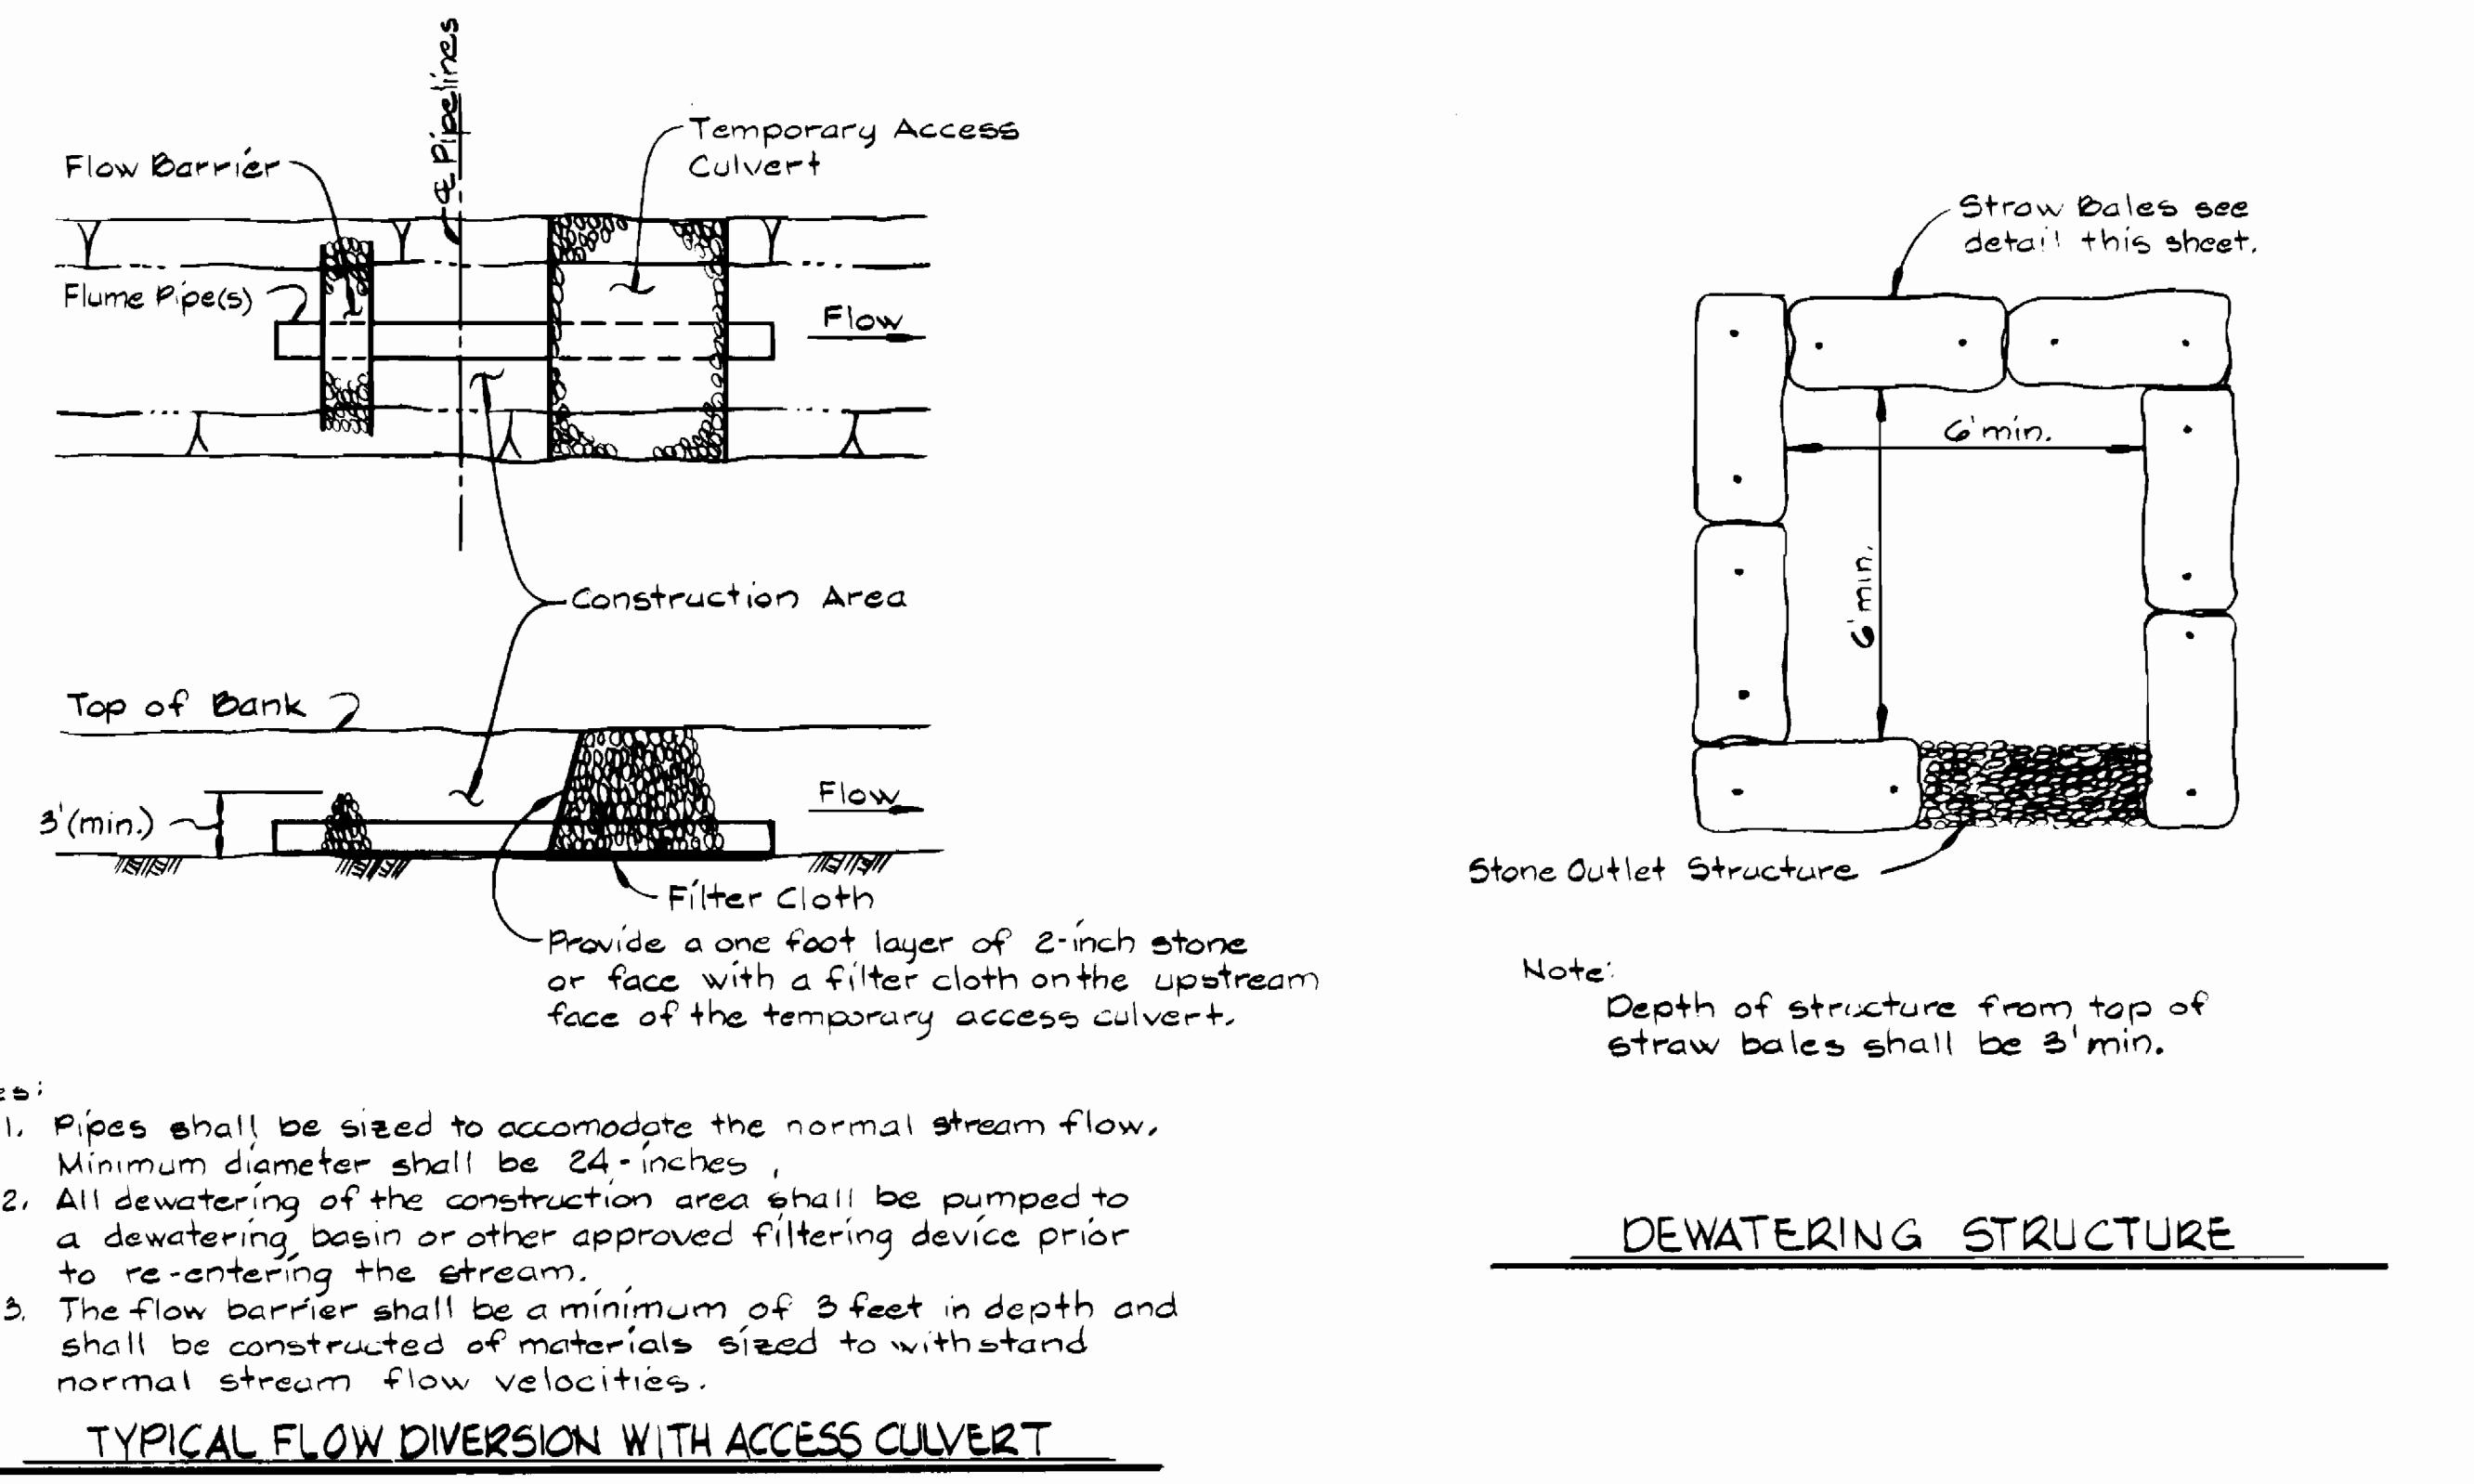 ℄ Pipelines
Temporary Access
Culvert
Flow Barrier
Flume Pipe(s)
Flow
Construction Area
Top of Bank
3'(min.)
Flow
Filter Cloth
Provide a one foot layer of 2-inch stone
or face with a filter cloth on the upstream
face of the temporary access culvert.
es:
1. Pipes shall be sized to accomodate the normal stream flow.
Minimum diameter shall be 24-inches
2. All dewatering of the construction area shall be pumped to
a dewatering basin or other approved filtering device prior
to re-entering the stream.
3. The flow barrier shall be a minimum of 3 feet in depth and
shall be constructed of materials sized to withstand
normal stream flow velocities.
TYPICAL FLOW DIVERSION WITH ACCESS CULVERT
Straw Bales see
detail this sheet.
6' min.
6' min.
Stone Outlet Structure
Note:
Depth of structure from top of
straw bales shall be 3' min.
DEWATERING STRUCTURE